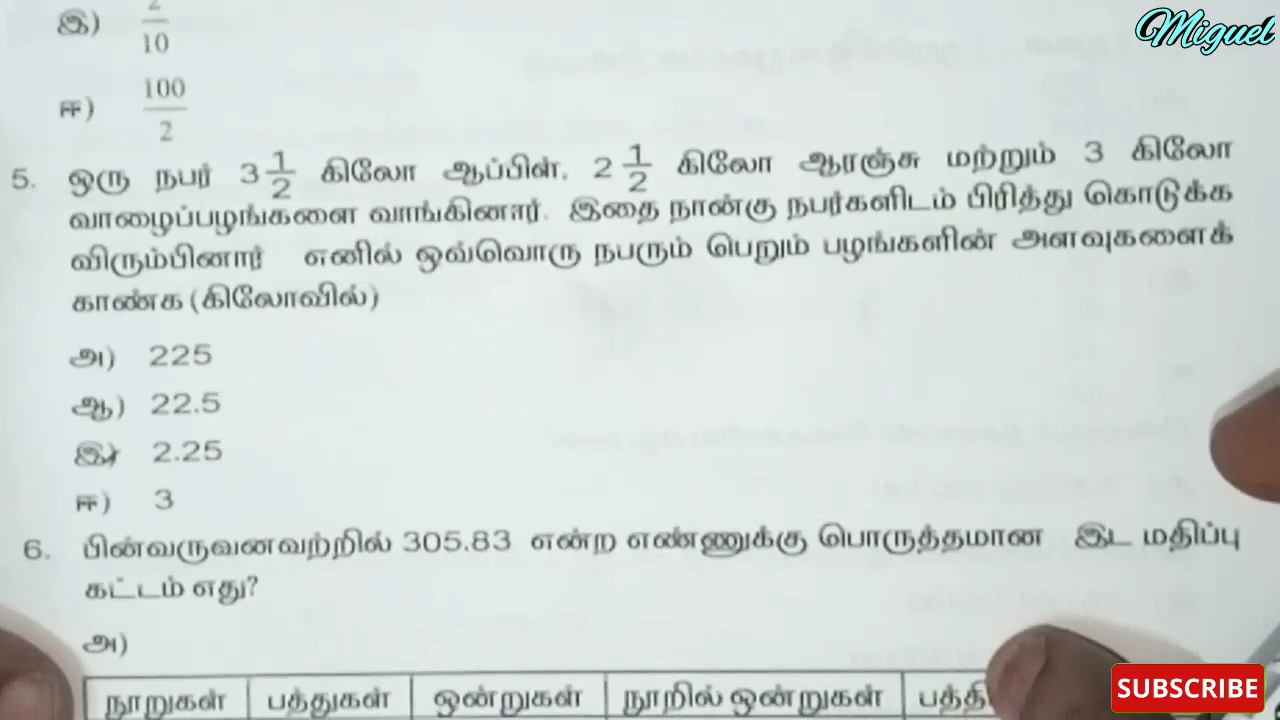 Miguel
இ) 2/10
ஈ) 100/2
5. ஒரு நபர் 3 1/2 கிலோ ஆப்பிள், 2 1/2 கிலோ ஆரஞ்சு மற்றும் 3 கிலோ
வாழைப்பழங்களை வாங்கினார். இதை நான்கு நபர்களிடம் பிரித்து கொடுக்க
விரும்பினார் எனில் ஒவ்வொரு நபரும் பெறும் பழங்களின் அளவுகளைக்
காண்க (கிலோவில்)
அ) 225
ஆ) 22.5
இ) 2.25
ஈ) 3
6. பின்வருவனவற்றில் 305.83 என்ற எண்ணுக்கு பொருத்தமான இட மதிப்பு
கட்டம் எது?
அ)
நூறுகள் பத்துகள் ஒன்றுகள் நூறில் ஒன்றுகள்
SUBSCRIBE